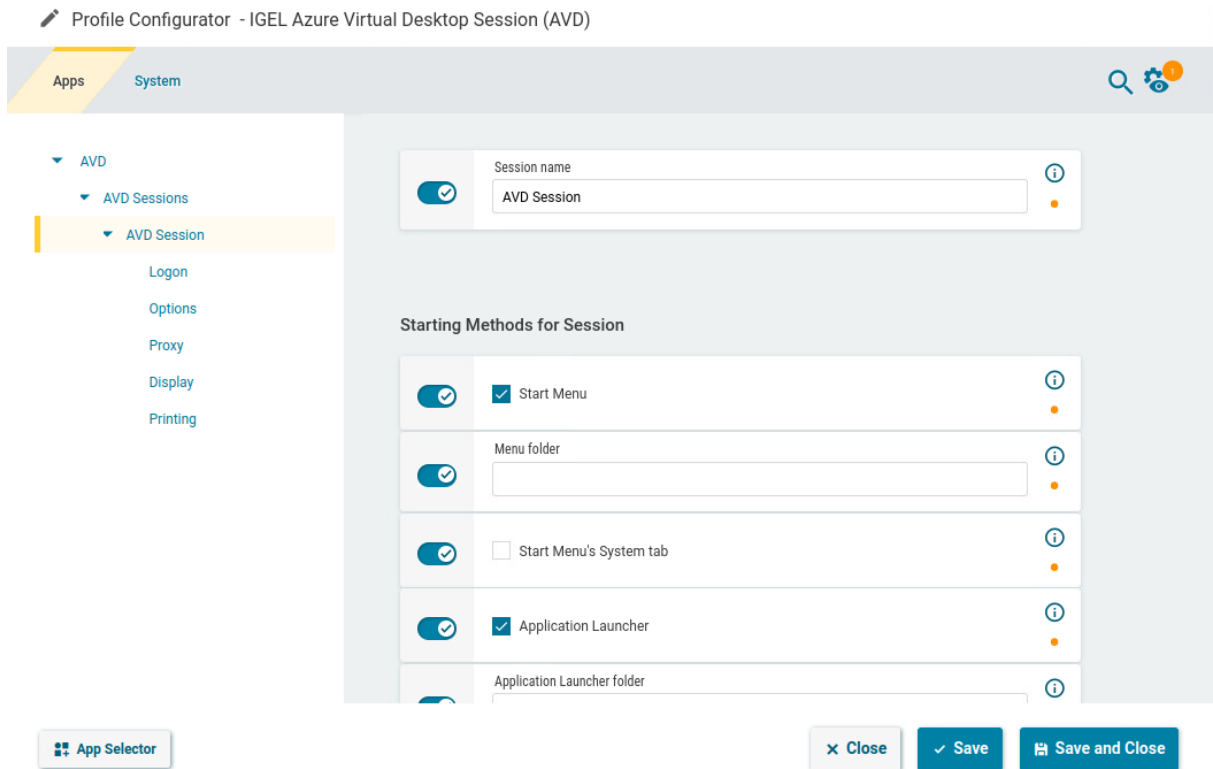 Profile Configurator - IGEL Azure Virtual Desktop Session (AVD)
Apps System
1
AVD
AVD Sessions
AVD Session
Logon
Options
Proxy
Display
Printing
Session name
AVD Session
Starting Methods for Session
Start Menu
Menu folder
Start Menu's System tab
Application Launcher
Application Launcher folder
App Selector
Close
Save
Save and Close